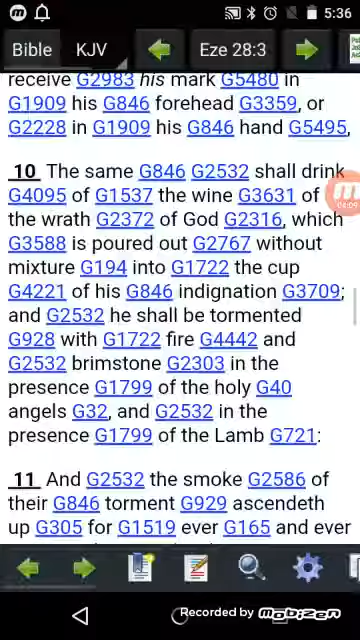 5:36
Bible KJV Eze 28:3
receive G2983 his mark G5480 in
G1909 his G846 forehead G3359, or
G2228 in G1909 his G846 hand G5495,
10 The same G846 G2532 shall drink
G4095 of G1537 the wine G3631 of
the wrath G2372 of God G2316, which
G3588 is poured out G2767 without
mixture G194 into G1722 the cup
G4221 of his G846 indignation G3709;
and G2532 he shall be tormented
G928 with G1722 fire G4442 and
G2532 brimstone G2303 in the
presence G1799 of the holy G40
angels G32, and G2532 in the
presence G1799 of the Lamb G721:
11 And G2532 the smoke G2586 of
their G846 torment G929 ascendeth
up G305 for G1519 ever G165 and ever
Recorded by mobizen